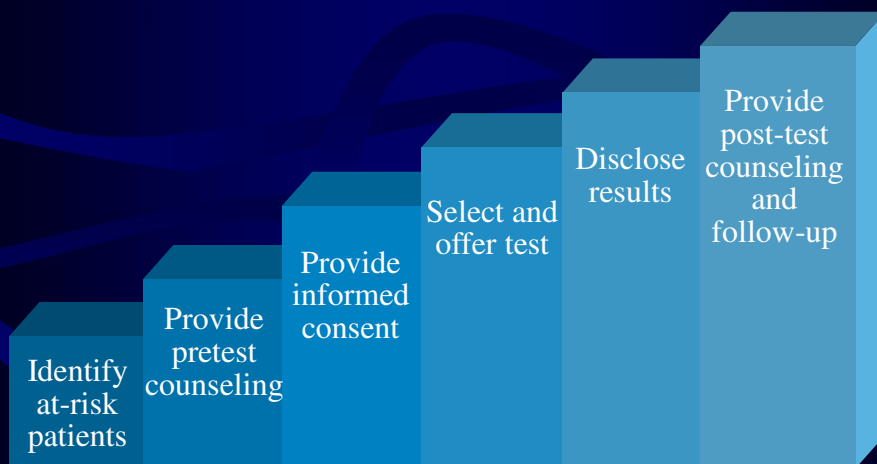 Identify
at-risk
patients
Provide
pretest
counseling
Provide
informed
consent
Select and
offer test
Disclose
results
Provide
post-test
counseling
and
follow-up